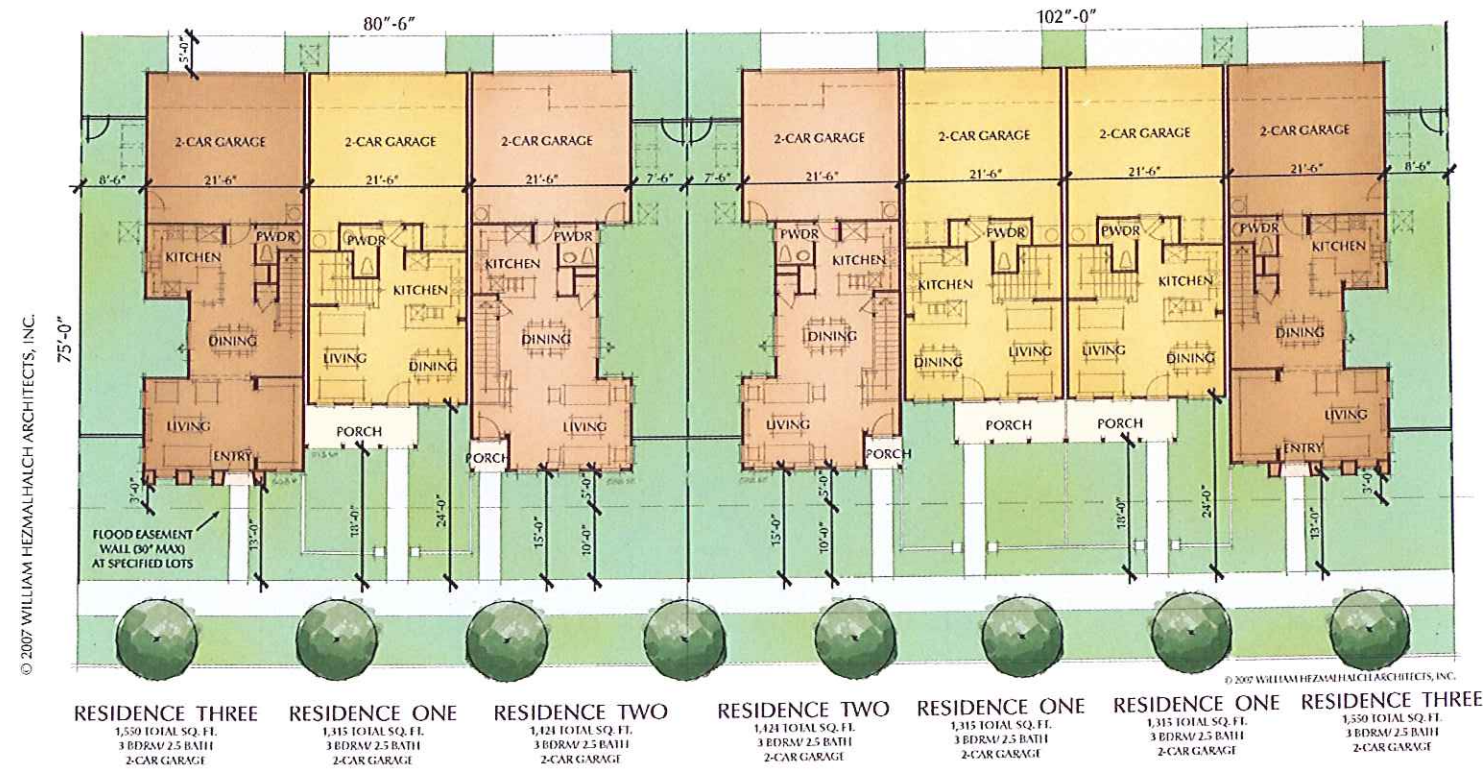 80"-6"
102"-0"
5'-0"
2-CAR GARAGE
2-CAR GARAGE
2-CAR GARAGE
2-CAR GARAGE
2-CAR GARAGE
2-CAR GARAGE
2-CAR GARAGE
8'-6"
21'-6"
21'-6"
21'-6"
7'-6"
7'-6"
21'-6"
21'-6"
21'-6"
21'-6"
8'-6"
KITCHEN
PWDR
PWDR
KITCHEN
KITCHEN
PWDR
PWDR
KITCHEN
KITCHEN
PWDR
PWDR
KITCHEN
PWDR
KITCHEN
75'-0"
DINING
LIVING
DINING
DINING
DINING
DINING
LIVING
LIVING
DINING
DINING
LIVING
ENTRY
PORCH
PORCH
LIVING
LIVING
PORCH
PORCH
PORCH
LIVING
ENTRY
3'-0"
13'-0"
18'-0"
24'-0"
15'-0"
5'-0"
10'-0"
15'-0"
5'-0"
10'-0"
18'-0"
24'-0"
13'-0"
3'-0"
FLOOD EASEMENT
WALL (30" MAX)
AT SPECIFIED LOTS
© 2007 WILLIAM HEZMALHALCH ARCHITECTS, INC.
© 2007 WILLIAM HEZMALHALCH ARCHITECTS, INC.
RESIDENCE THREE
1,550 TOTAL SQ. FT.
3 BDRM/ 2.5 BATH
2-CAR GARAGE
RESIDENCE ONE
1,315 TOTAL SQ. FT.
3 BDRM/ 2.5 BATH
2-CAR GARAGE
RESIDENCE TWO
1,424 TOTAL SQ. FT.
3 BDRM/ 2.5 BATH
2-CAR GARAGE
RESIDENCE TWO
1,424 TOTAL SQ. FT.
3 BDRM/ 2.5 BATH
2-CAR GARAGE
RESIDENCE ONE
1,315 TOTAL SQ. FT.
3 BDRM/ 2.5 BATH
2-CAR GARAGE
RESIDENCE ONE
1,315 TOTAL SQ. FT.
3 BDRM/ 2.5 BATH
2-CAR GARAGE
RESIDENCE THREE
1,550 TOTAL SQ. FT.
3 BDRM/ 2.5 BATH
2-CAR GARAGE